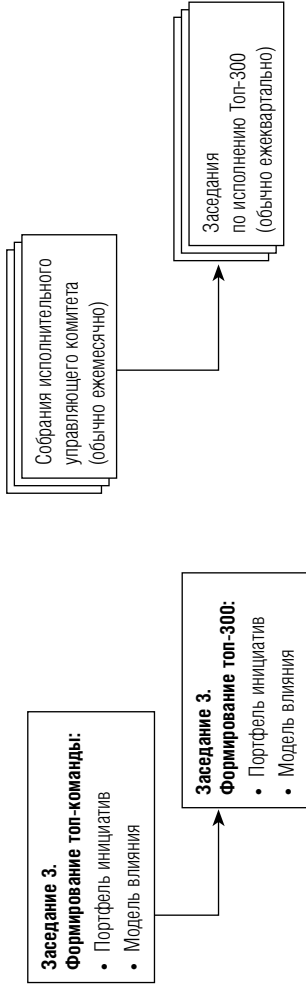 Заседание 3.
Формирование топ-команды:
• Портфель инициатив
• Модель влияния
Заседание 3.
Формирование топ-300:
• Портфель инициатив
• Модель влияния
Собрания исполнительного
управляющего комитета
(обычно ежемесячно)
Заседания
по исполнению Топ-300
(обычно ежеквартально)